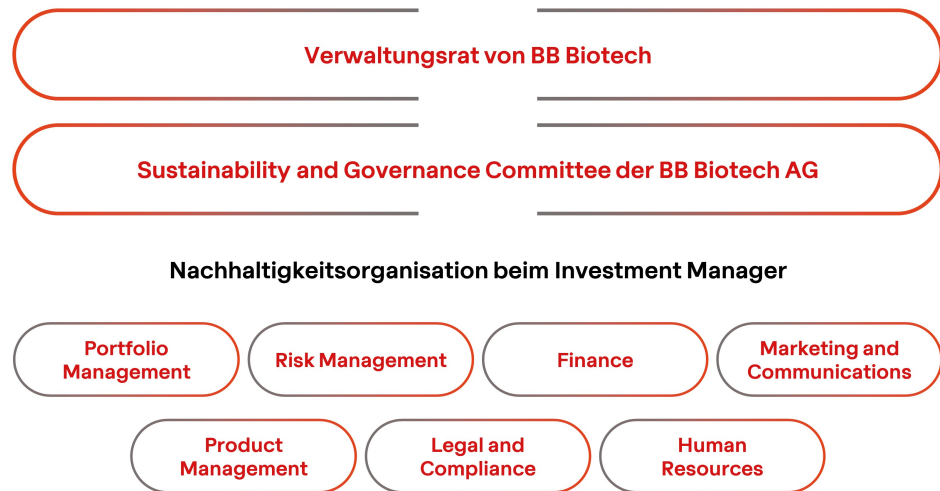 Verwaltungsrat von BB Biotech
Sustainability and Governance Committee der BB Biotech AG
Nachhaltigkeitsorganisation beim Investment Manager
Portfolio
Management
Risk Management
Finance
Marketing and
Communications
Product
Management
Legal and
Compliance
Human
Resources